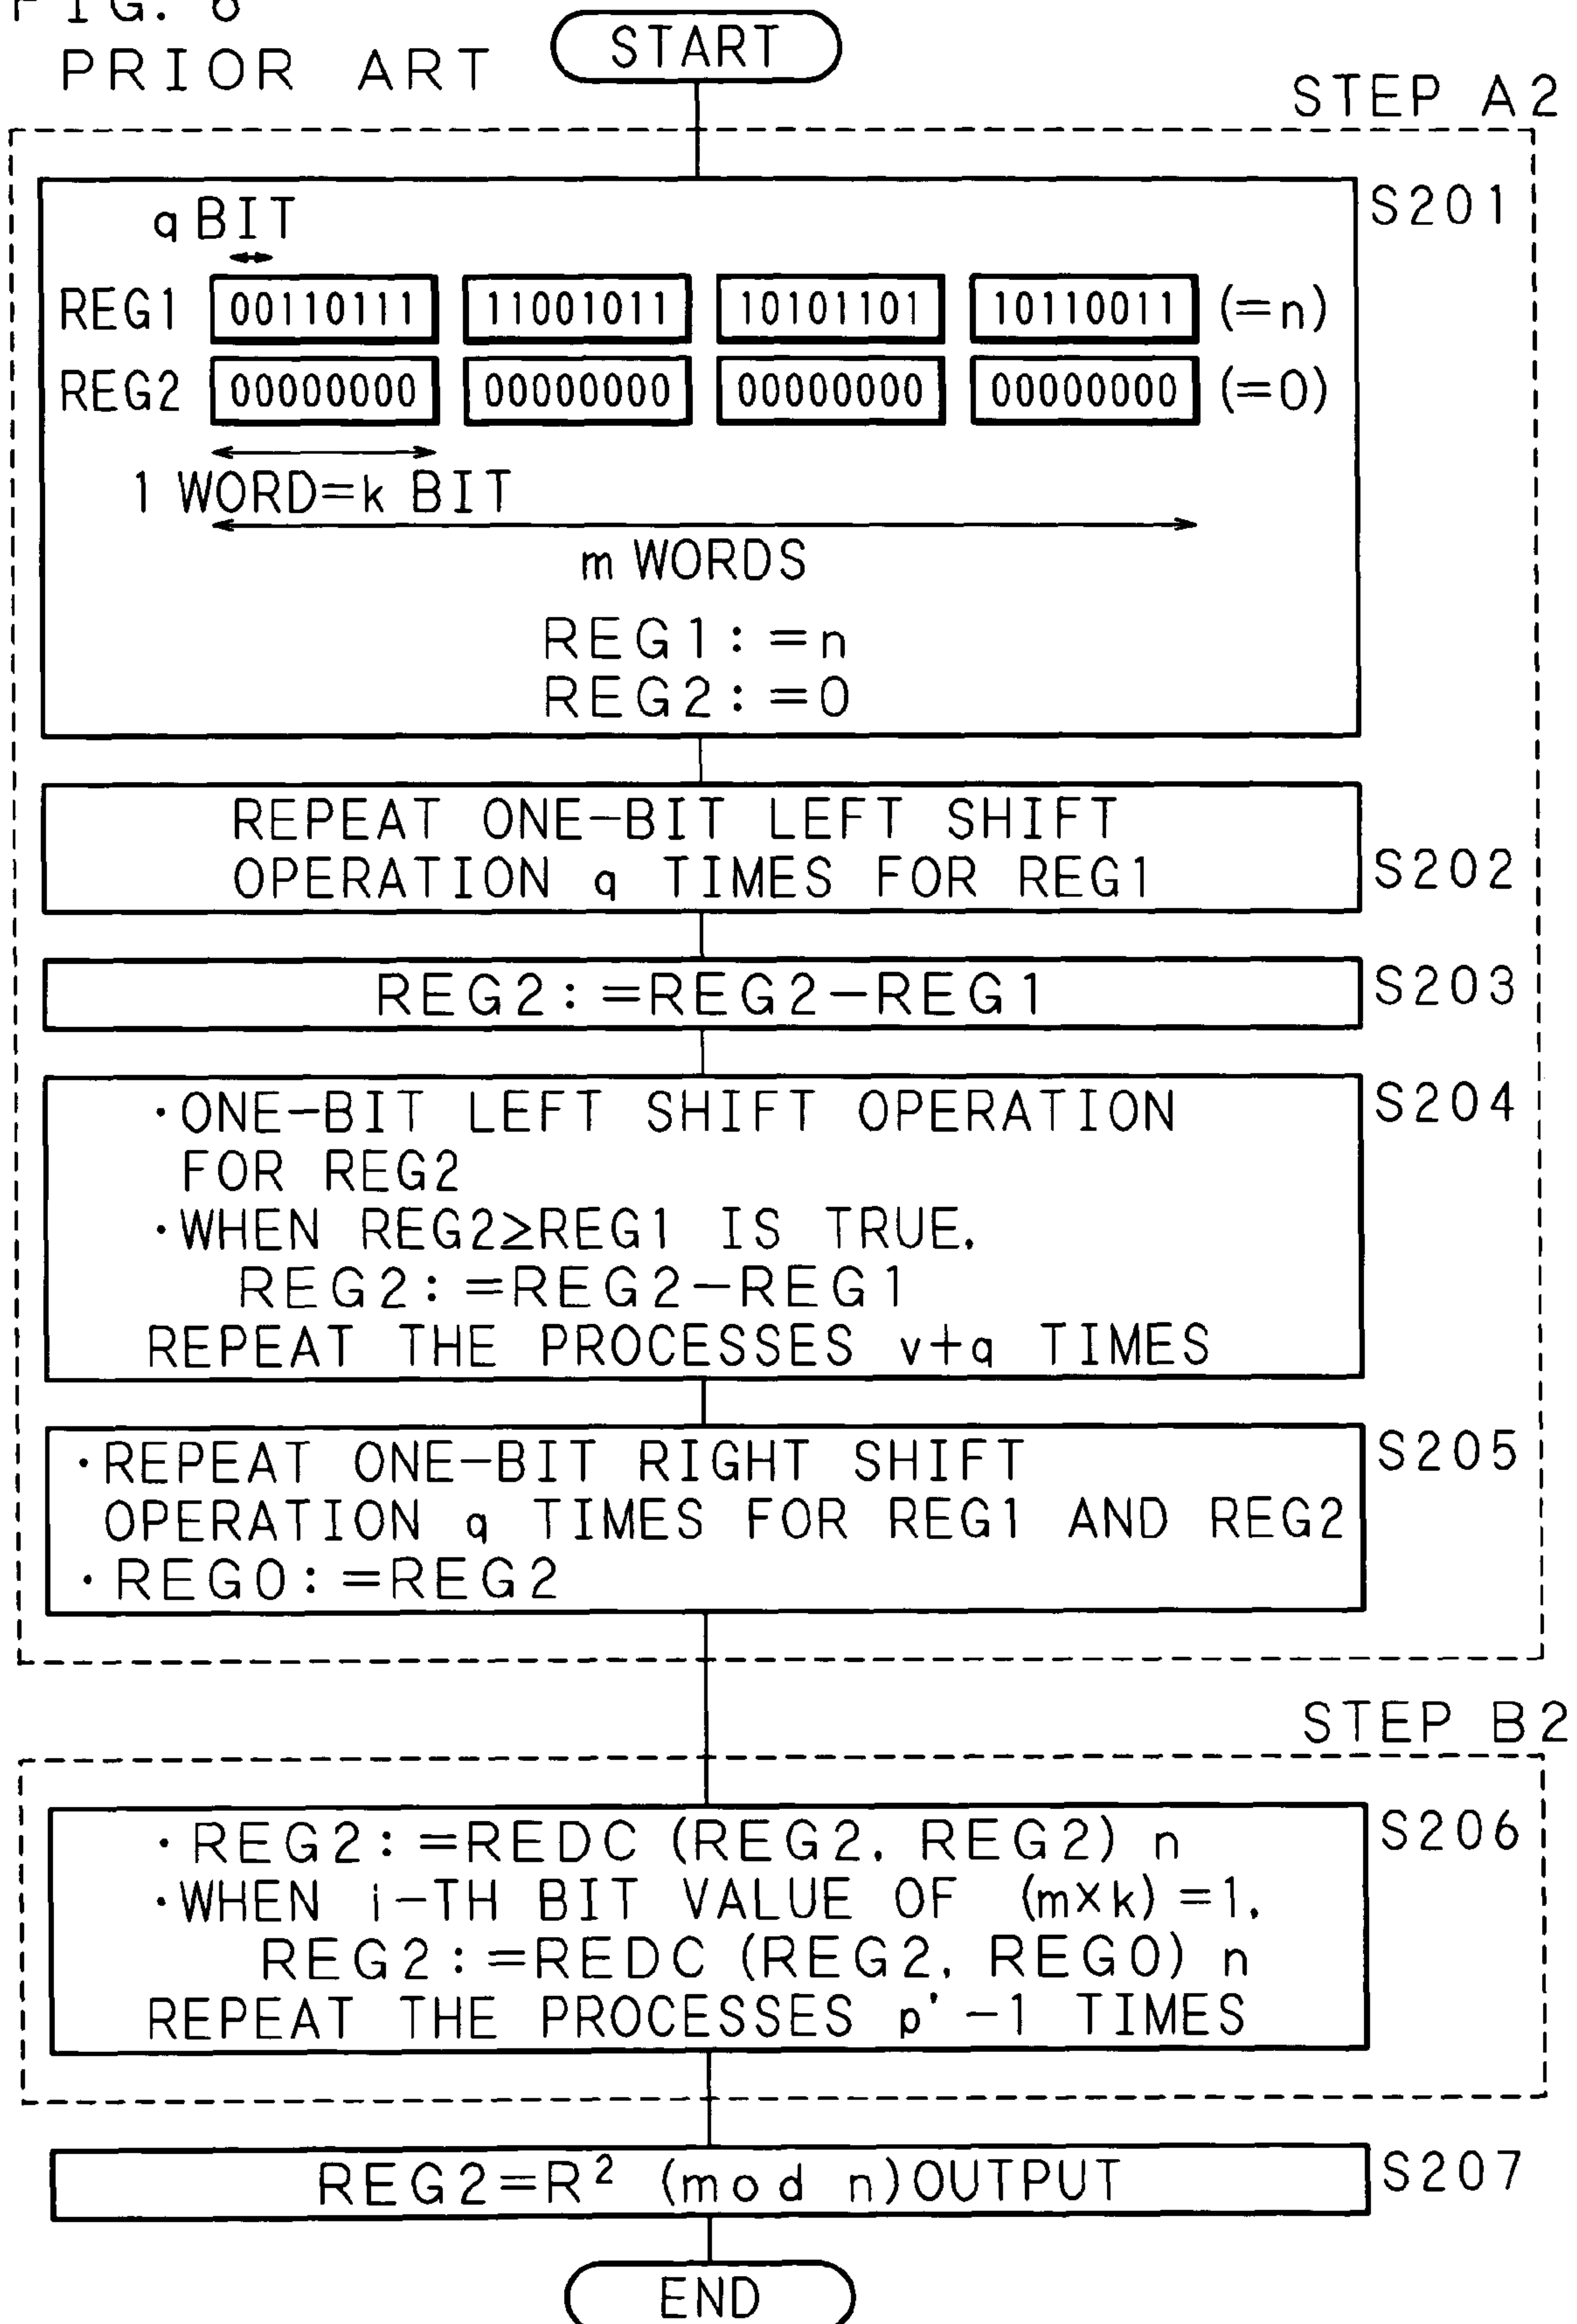 FIG. 6
PRIOR ART
START
STEP A2
S201
q BIT
REG1 00110111 11001011 10101101 10110011 (=n)
REG2 00000000 00000000 00000000 00000000 (=0)
1 WORD=k BIT
m WORDS
REG1:=n
REG2:=0
REPEAT ONE-BIT LEFT SHIFT
OPERATION q TIMES FOR REG1
S202
REG2:=REG2-REG1
S203
·ONE-BIT LEFT SHIFT OPERATION
FOR REG2
·WHEN REG2≥REG1 IS TRUE.
REG2:=REG2-REG1
REPEAT THE PROCESSES v+q TIMES
S204
·REPEAT ONE-BIT RIGHT SHIFT
OPERATION q TIMES FOR REG1 AND REG2
·REG0:=REG2
S205
STEP B2
·REG2:=REDC (REG2. REG2) n
·WHEN i-TH BIT VALUE OF (m×k)=1.
REG2:=REDC (REG2. REG0) n
REPEAT THE PROCESSES p'-1 TIMES
S206
REG2=R² (mod n)OUTPUT
S207
END